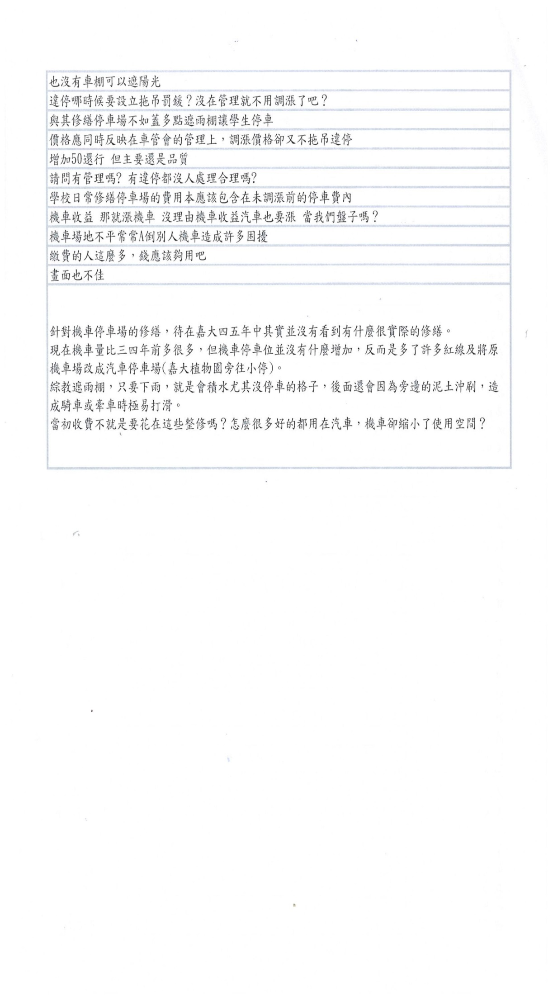 也沒有車棚可以遮陽光
違停哪時候要設立拖吊罰鍰？沒在管理就不用調漲了吧？
與其修繕停車場不如蓋多點遮雨棚讓學生停車
價格應同時反映在車管會的管理上，調漲價格卻又不拖吊違停
增加50還行 但主要還是品質
請問有管理嗎? 有違停都沒人處理合理嗎?
學校日常修繕停車場的費用本應該包含在未調漲前的停車費內
機車收益 那就漲機車 沒理由機車收益汽車也要漲 當我們盤子嗎？
機車場地不平常常A倒別人機車造成許多困擾
繳費的人這麼多，錢應該夠用吧
畫面也不佳
針對機車停車場的修繕，待在嘉大四五年中其實並沒有看到有什麼很實際的修繕。
現在機車量比三四年前多很多，但機車停車位並沒有什麼增加，反而是多了許多紅線及將原
機車場改成汽車停車場(嘉大植物園旁往小停)。
綜教遮雨棚，只要下雨，就是會積水尤其沒停車的格子，後面還會因為旁邊的泥土沖刷，造
成騎車或牽車時極易打滑。
當初收費不就是要花在這些整修嗎？怎麼很多好的都用在汽車，機車卻縮小了使用空間？